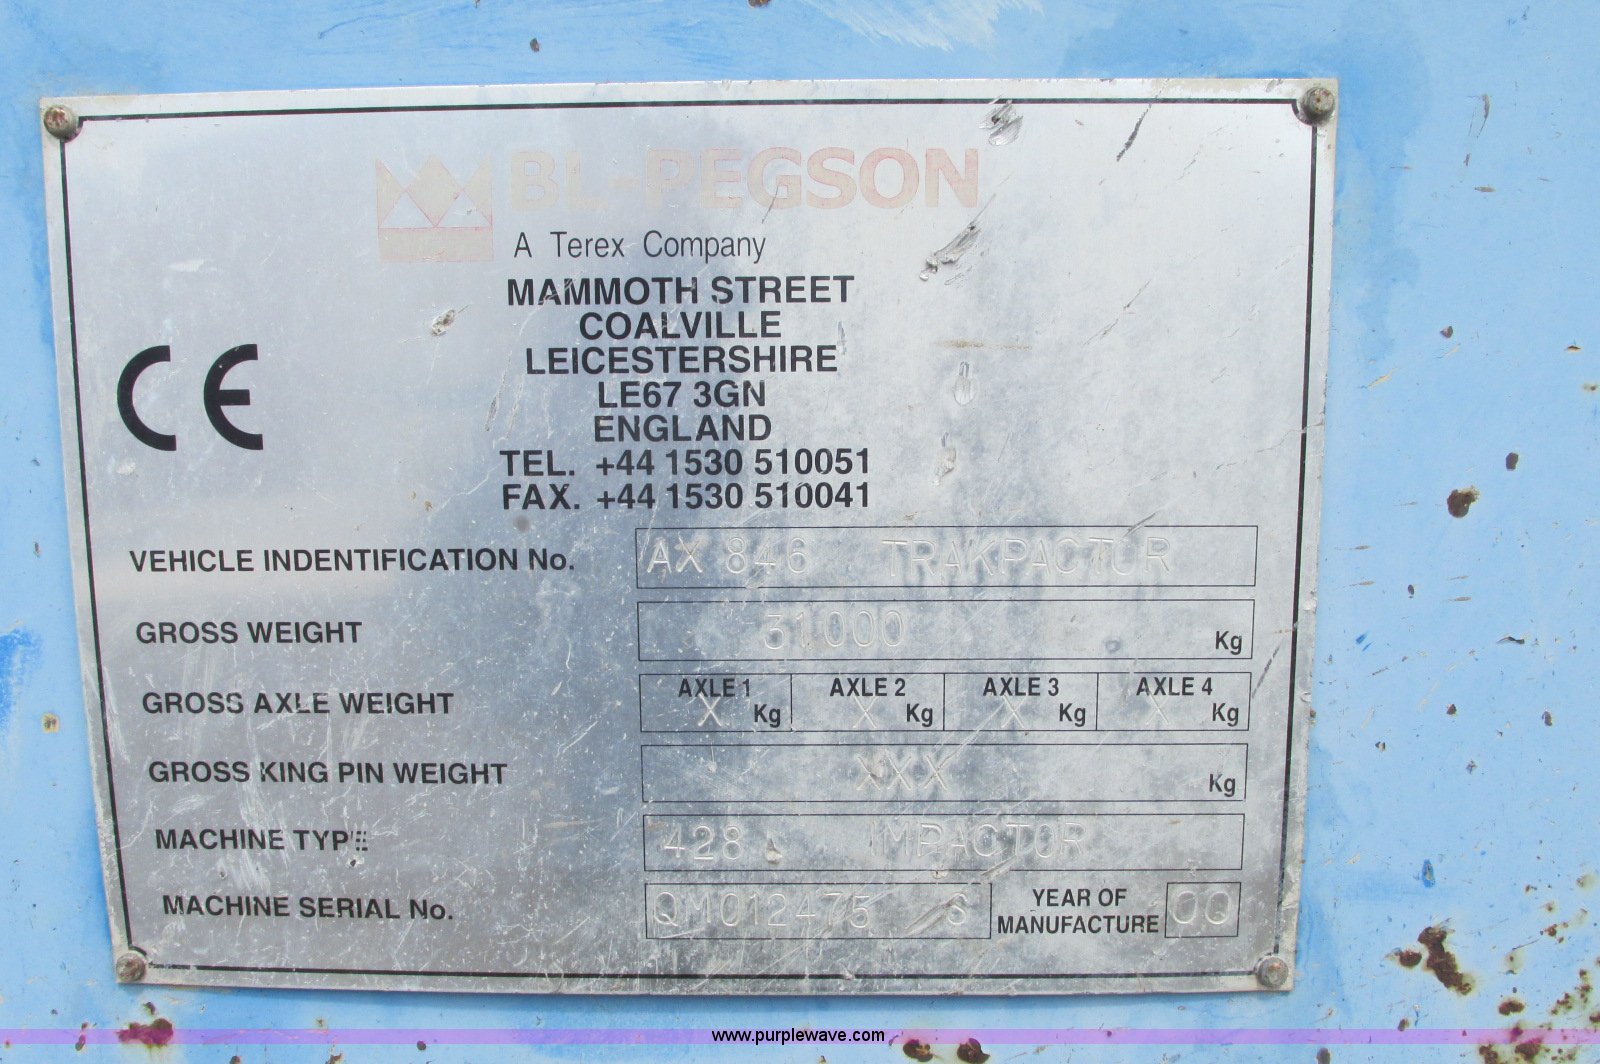 BL-PEGSON
A Terex Company
MAMMOTH STREET
COALVILLE
LEICESTERSHIRE
LE67 3GN
ENGLAND
TEL. +44 1530 510051
FAX. +44 1530 510041
CE
VEHICLE INDENTIFICATION No. AX 846 TRAKPACTOR
GROSS WEIGHT 31000 Kg
GROSS AXLE WEIGHT AXLE 1 X Kg AXLE 2 X Kg AXLE 3 X Kg AXLE 4 X Kg
GROSS KING PIN WEIGHT XXX Kg
MACHINE TYPE 428 IMPACTOR
MACHINE SERIAL No. QM012475 6 YEAR OF MANUFACTURE 00
www.purplewave.com